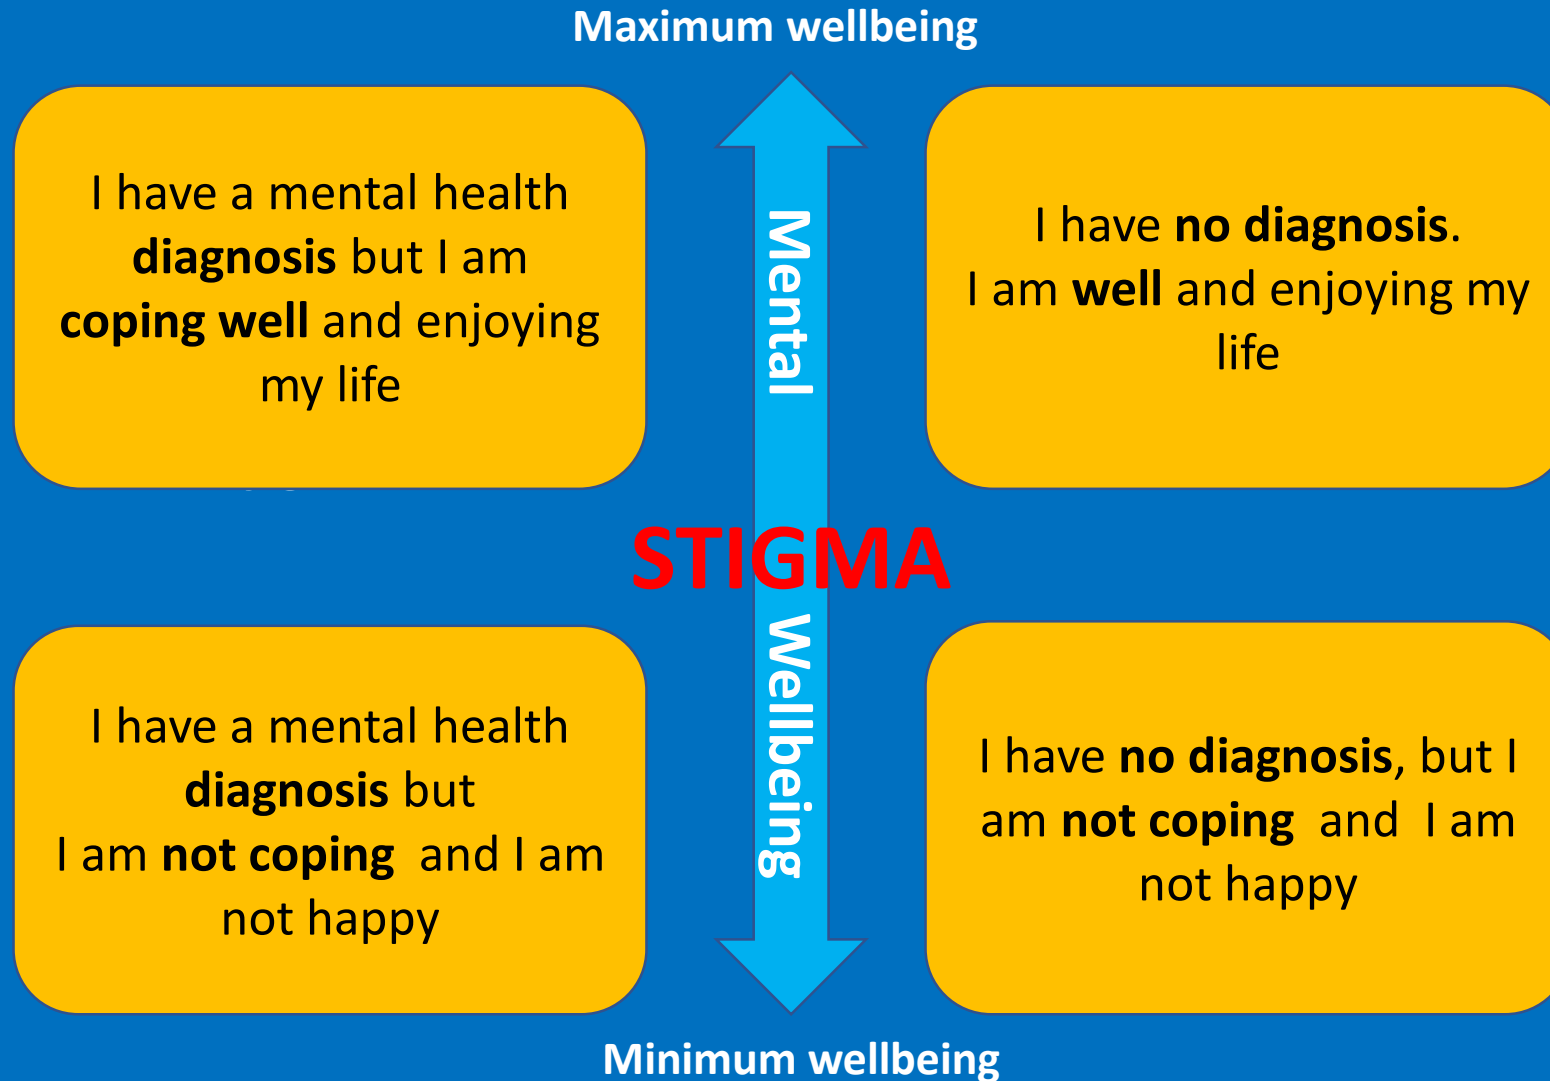 Maximum wellbeing
I have a mental health
diagnosis but I am
coping well and enjoying
my life
I have no diagnosis.
I am well and enjoying my
life
Mental
STIGMA
Wellbeing
I have a mental health
diagnosis but
I am not coping  and I am
not happy
I have no diagnosis, but I
am not coping  and  I am
not happy
Minimum wellbeing